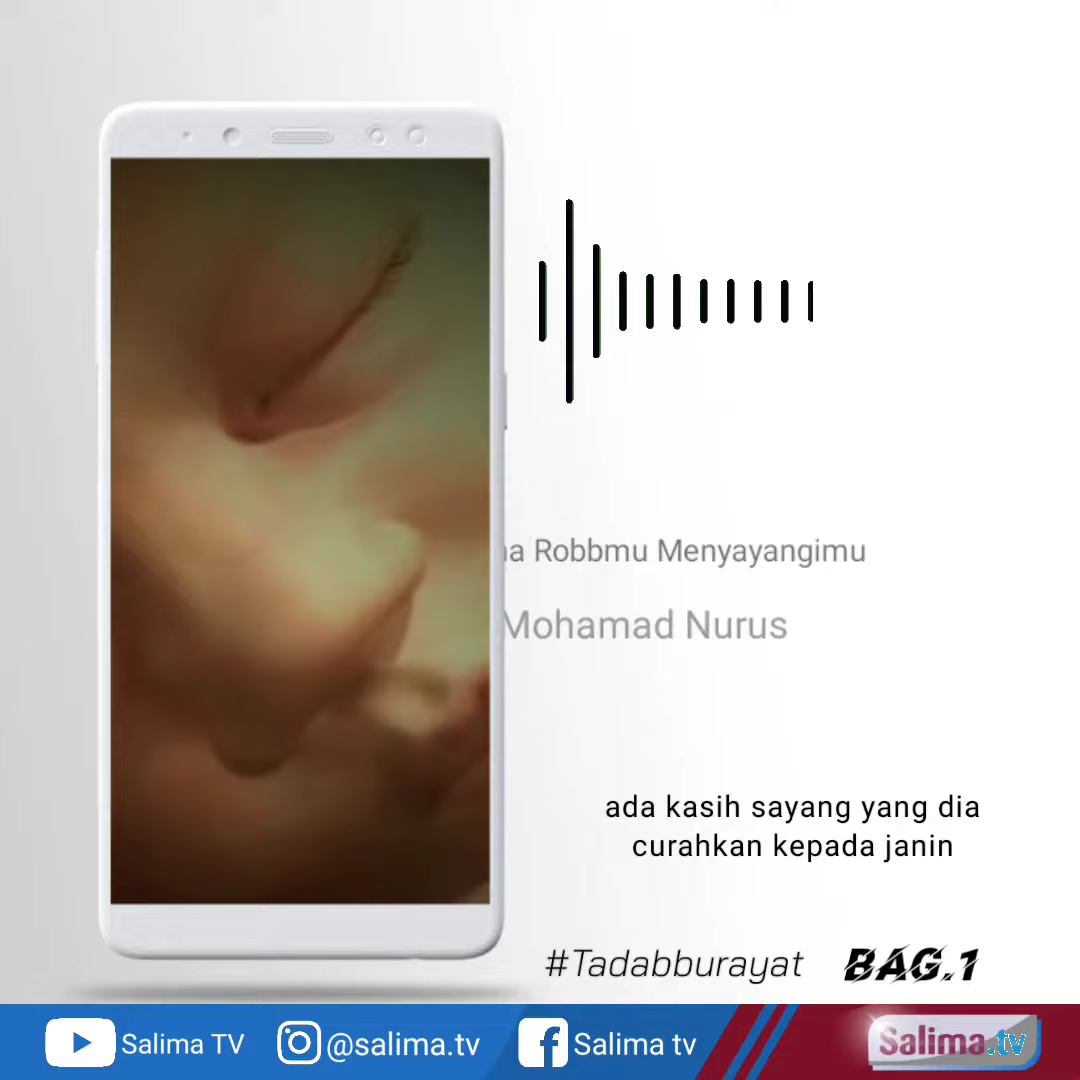 Robbmu Menyayangimu
Mohamad Nurus
ada kasih sayang yang dia
curahkan kepada janin
#Tadabburayat BAG.1
Salima TV @salima.tv Salima tv Salima.tv